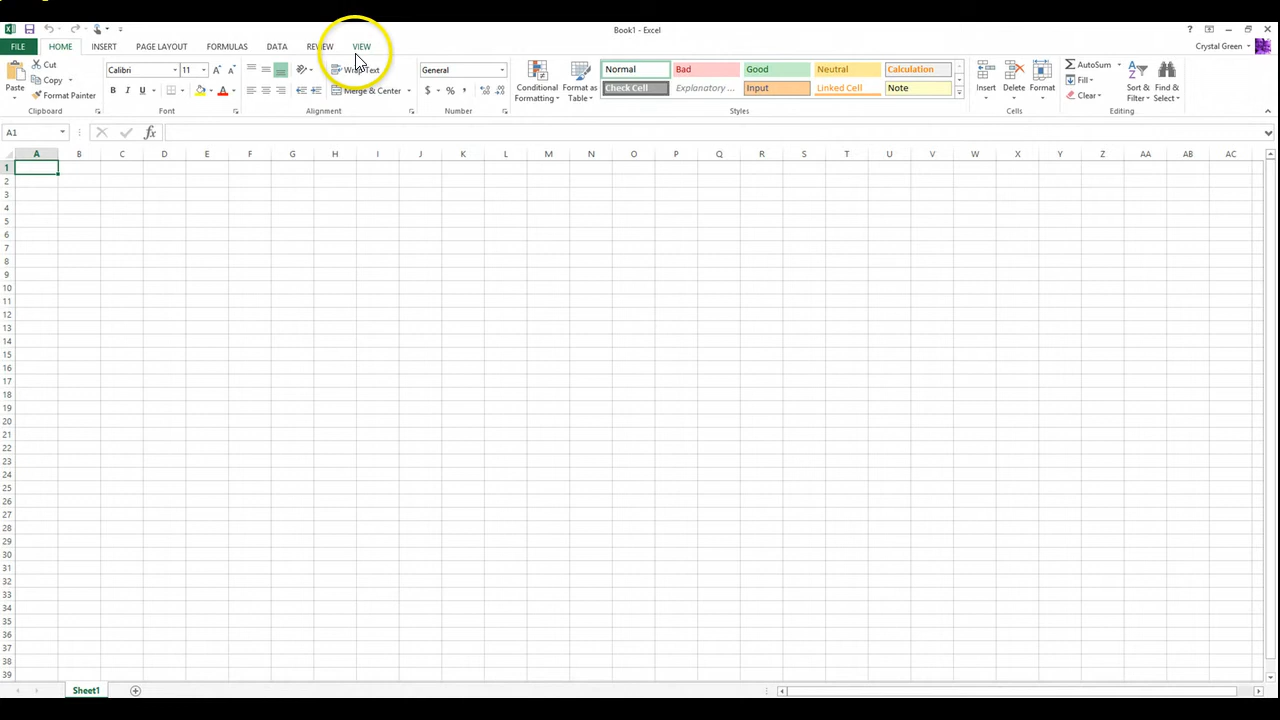 Book1 - Excel
?
FILE HOME INSERT PAGE LAYOUT FORMULAS DATA REVIEW VIEW Crystal Green
Paste
Cut
Copy
Format Painter
Clipboard
Calibri 11
B I U A
Font
Wrap Text
Merge & Center
Alignment
General
$ % ,
Number
Conditional Formatting
Format as Table
Normal Bad Good Neutral Calculation
Check Cell Explanatory ... Input Linked Cell Note
Styles
Insert Delete Format
Cells
AutoSum
Fill
Clear
Sort & Filter
Find & Select
Editing
A1 fx
A B C D E F G H I J K L M N O P Q R S T U V W X Y Z AA AB AC
1
2
3
4
5
6
7
8
9
10
11
12
13
14
15
16
17
18
19
20
21
22
23
24
25
26
27
28
29
30
31
32
33
34
35
36
37
38
39
Sheet1